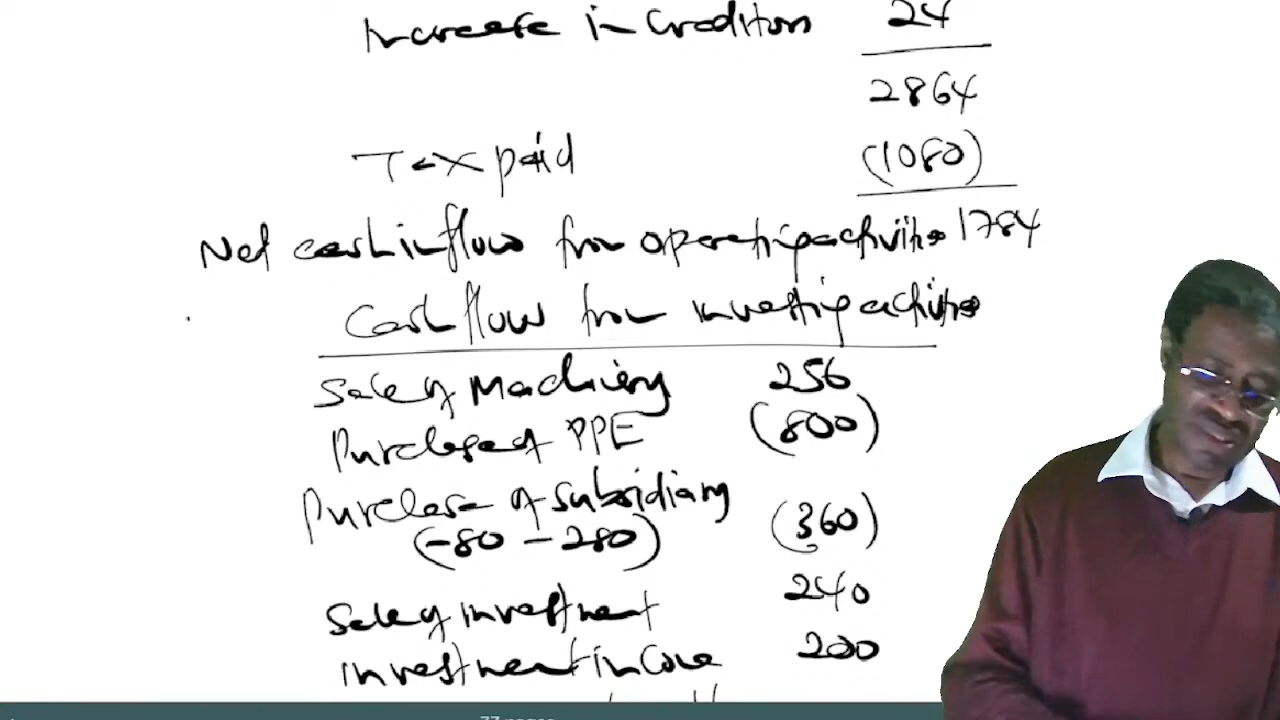 Increase in Creditors 24
2864
Tax paid (1080)
Net cash inflow from operating activities 1784
Cash flow from investing activities
Sale of Machinery 256
Purchase of PPE (800)
Purchase of Subsidiary
(-80 - 280) (360)
Sale of investment 240
investment income 200